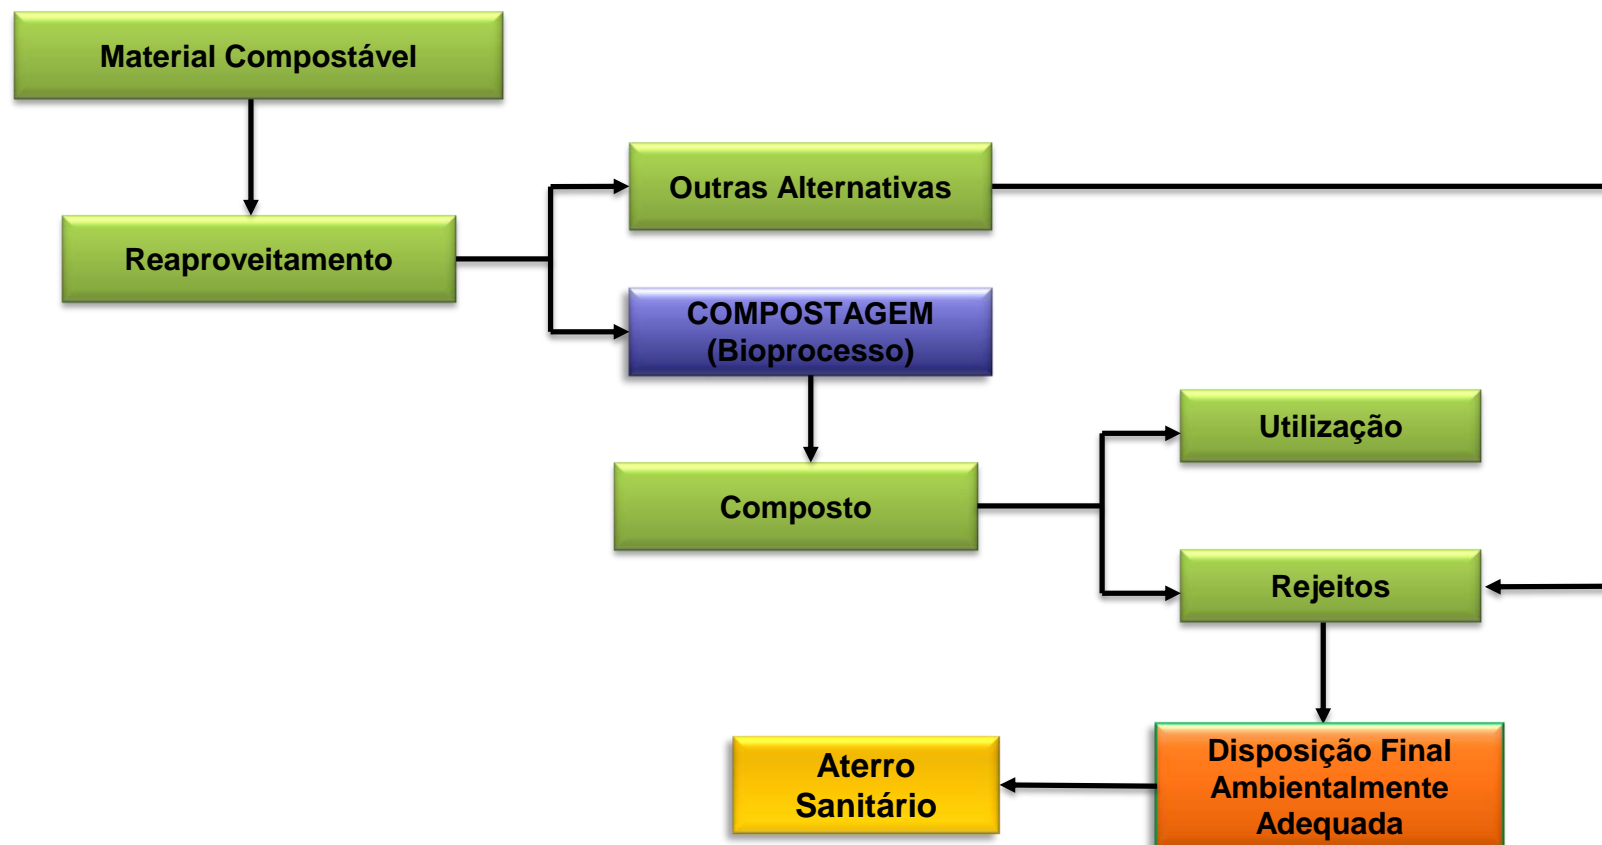 Material Compostável
Outras Alternativas
Reaproveitamento
COMPOSTAGEM
(Bioprocesso)
Utilização
Composto
Rejeitos
Aterro
Sanitário
Disposição Final
Ambientalmente
Adequada